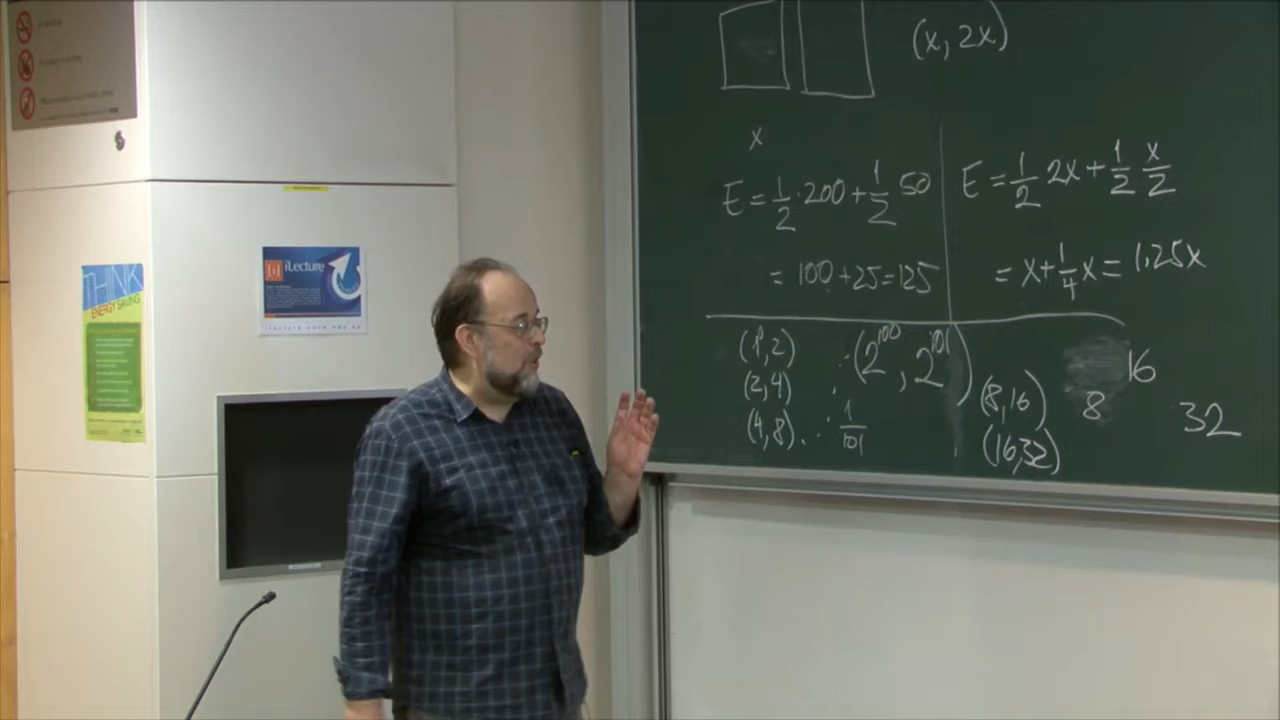 (x, 2x)
x
E = 1/2 · 200 + 1/2 50
= 100 + 25 = 125
E = 1/2 2x + 1/2 x/2
= x + 1/4 x = 1,25x
(1, 2)
(2, 4)
(4, 8)
(2^100, 2^101)
1/101
(8, 16)
(16, 32)
16
8
32
THINK
ENERGY SAVING
iLecture